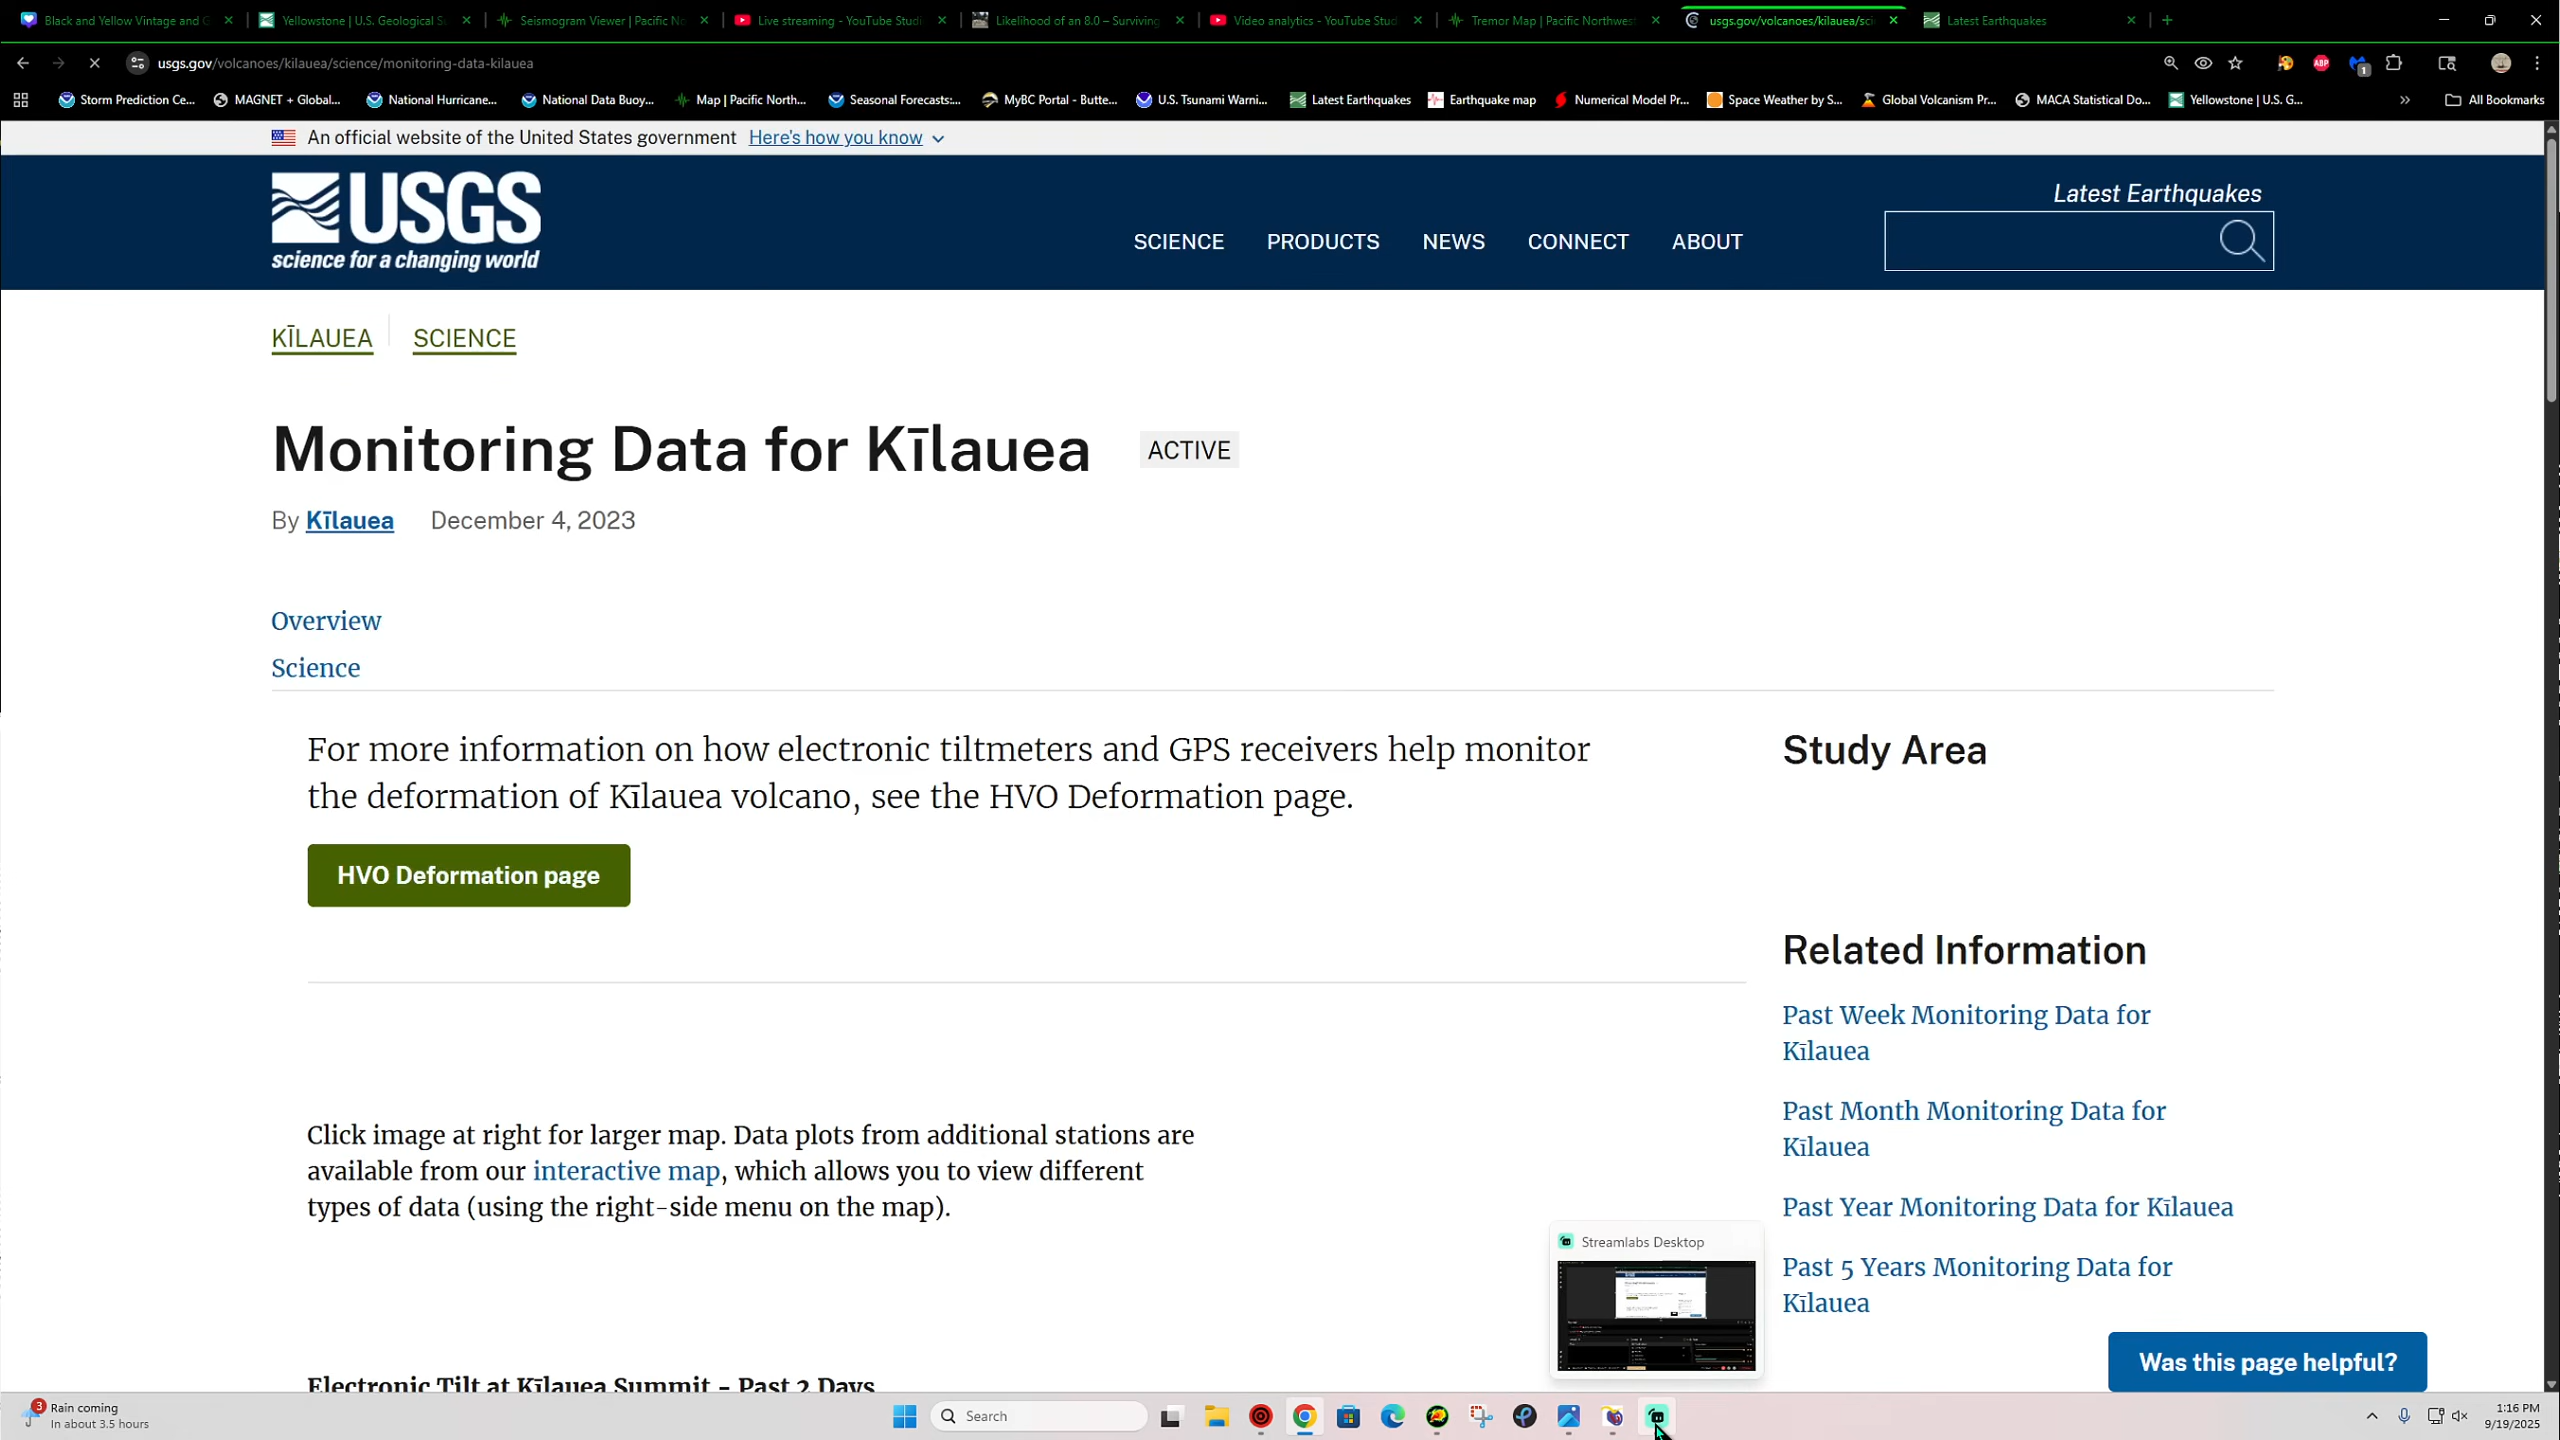 Black and Yellow Vintage and G
Yellowstone | U.S. Geological Su
Seismogram Viewer | Pacific No
Live streaming - YouTube Studi
Likelihood of an 8.0 – Surviving
Video analytics - YouTube Stud
Tremor Map | Pacific Northwest
usgs.gov/volcanoes/kilauea/sci
Latest Earthquakes
usgs.gov/volcanoes/kilauea/science/monitoring-data-kilauea
ABP
1
Storm Prediction Ce...
MAGNET + Global...
National Hurricane...
National Data Buoy...
Map | Pacific North...
Seasonal Forecasts:...
MyBC Portal - Butte...
U.S. Tsunami Warni...
Latest Earthquakes
Earthquake map
Numerical Model Pr...
Space Weather by S...
Global Volcanism Pr...
MACA Statistical Do...
Yellowstone | U.S. G...
All Bookmarks
An official website of the United States government Here's how you know
USGS
science for a changing world
SCIENCE PRODUCTS NEWS CONNECT ABOUT
Latest Earthquakes
KĪLAUEA SCIENCE
Monitoring Data for Kīlauea ACTIVE
By Kīlauea December 4, 2023
Overview
Science
For more information on how electronic tiltmeters and GPS receivers help monitor
the deformation of Kīlauea volcano, see the HVO Deformation page.
HVO Deformation page
Click image at right for larger map. Data plots from additional stations are
available from our interactive map, which allows you to view different
types of data (using the right-side menu on the map).
Electronic Tilt at Kīlauea Summit - Past 2 Days
Study Area
Related Information
Past Week Monitoring Data for
Kīlauea
Past Month Monitoring Data for
Kīlauea
Past Year Monitoring Data for Kīlauea
Past 5 Years Monitoring Data for
Kīlauea
Was this page helpful?
Streamlabs Desktop
3
Rain coming
In about 3.5 hours
Search
1:16 PM
9/19/2025